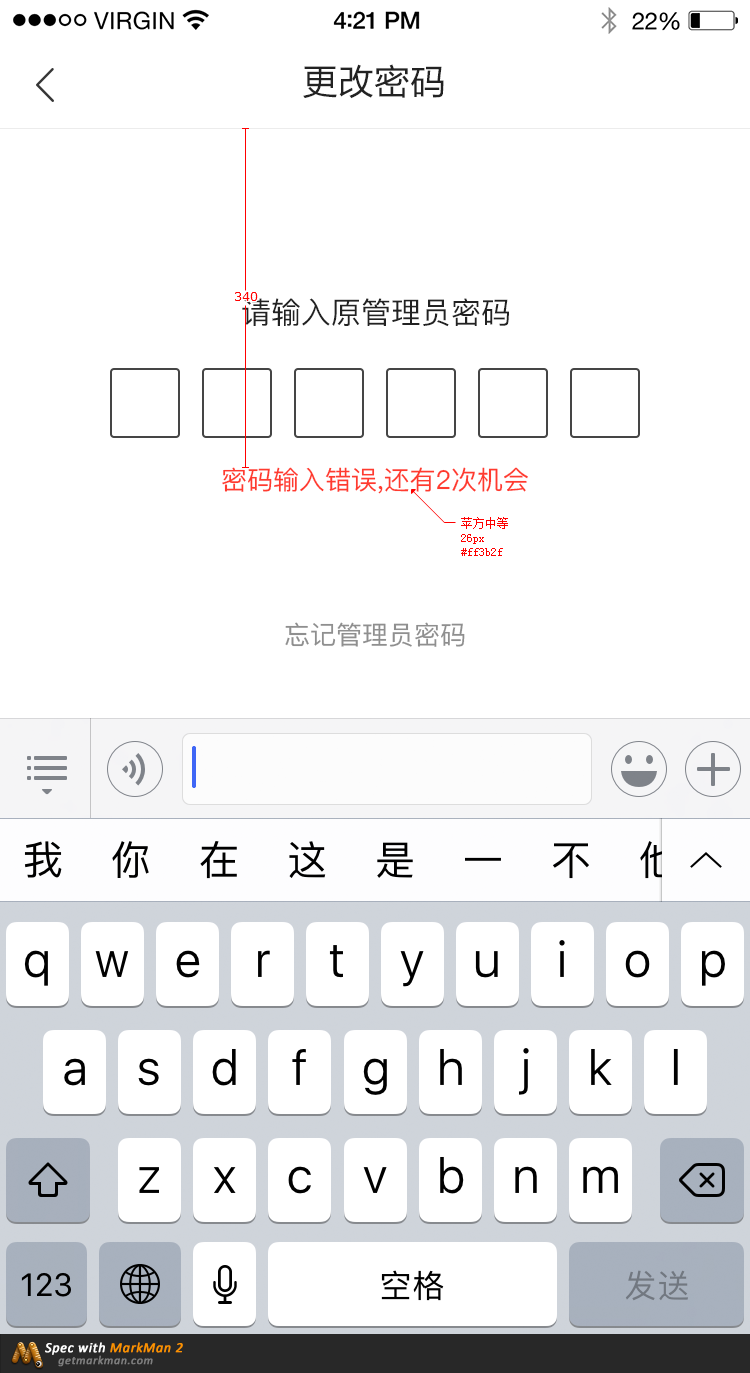 VIRGIN 4:21 PM 22%
更改密码
340
请输入原管理员密码
密码输入错误,还有2次机会
苹方中等
26px
#ff3b2f
忘记管理员密码
我 你 在 这 是 一 不 他
q w e r t y u i o p
a s d f g h j k l
z x c v b n m
123 空格 发送
Spec with MarkMan 2
getmarkman.com